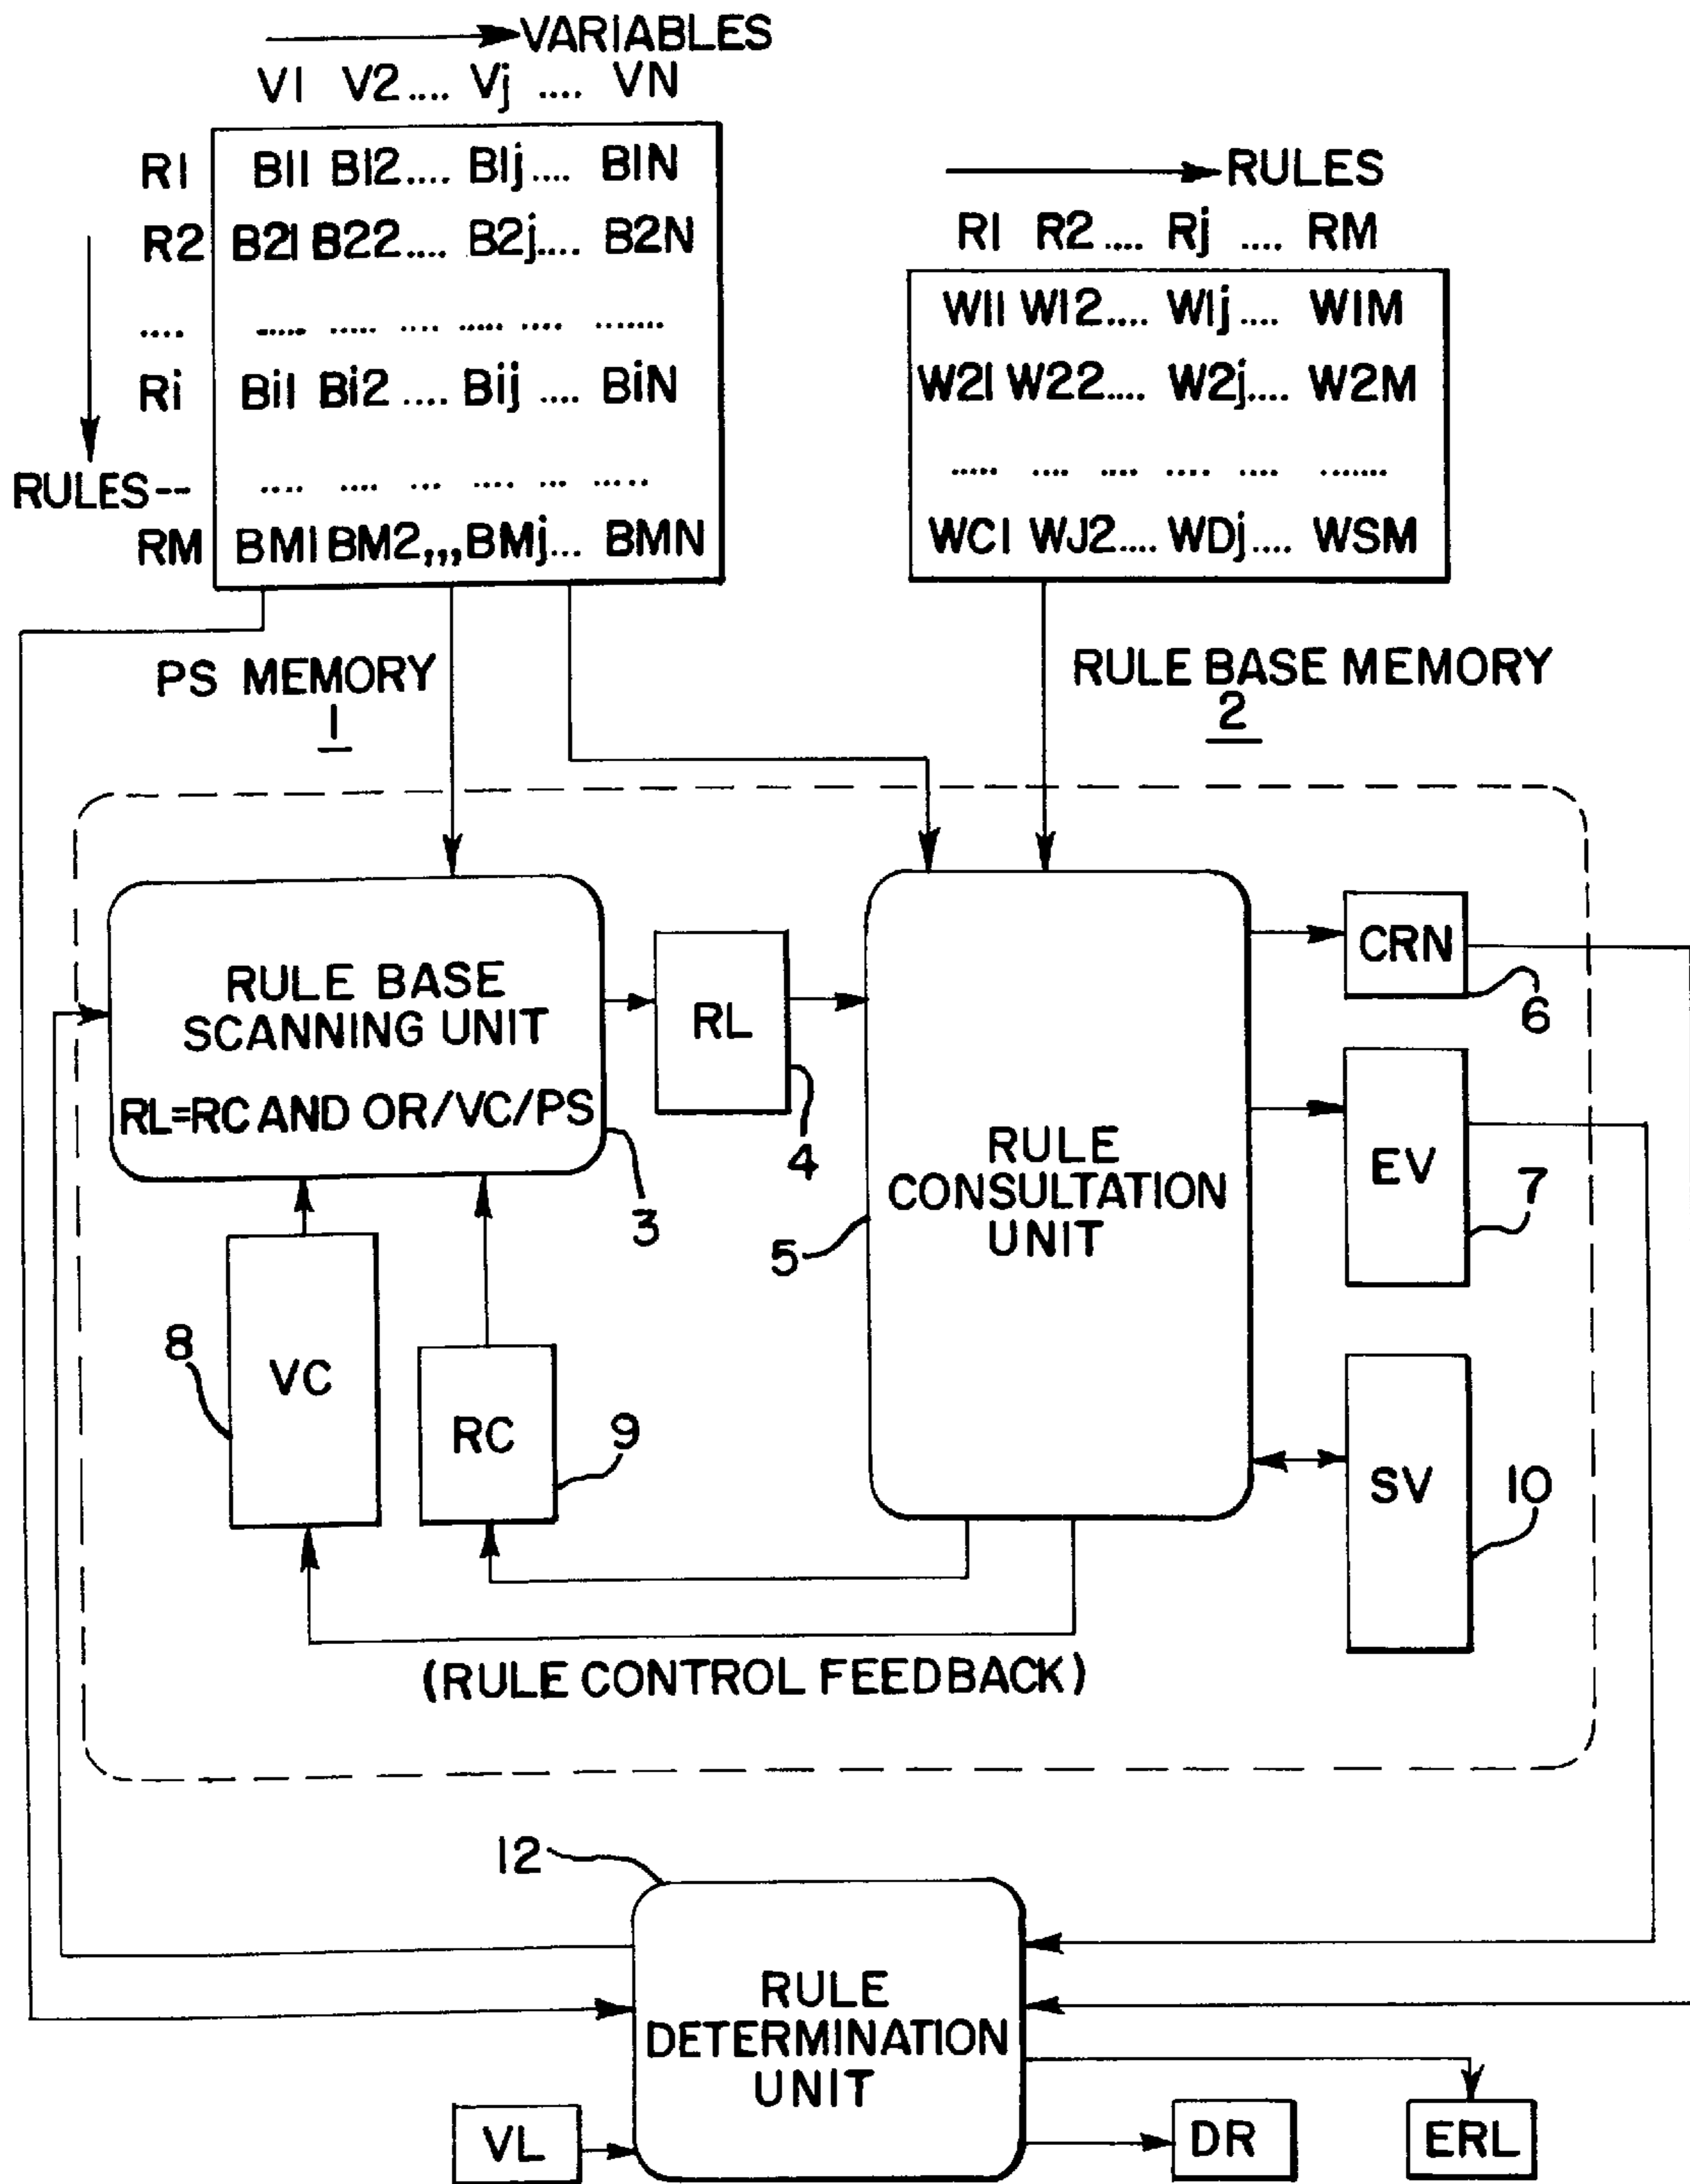 VARIABLES
V1 V2.... Vj .... VN
R1 B11 B12.... B1j.... B1N
R2 B21 B22.... B2j.... B2N
.... ..... ..... .... ..... .... .......
Ri Bi1 Bi2 .... Bij .... BiN
RULES-- .... .... ... .... ... .....
RM BM1 BM2,,,BMj... BMN
RULES
R1 R2 .... Rj .... RM
W11 W12.... W1j.... W1M
W21 W22.... W2j.... W2M
..... .... .... .... .... .......
WC1 WJ2.... WDj.... WSM
PS MEMORY
1
RULE BASE MEMORY
2
RULE BASE
SCANNING UNIT
RL=RC AND OR/VC/PS
3
RL
4
RULE
CONSULTATION
UNIT
5
CRN
6
EV
7
VC
8
RC
9
SV
10
(RULE CONTROL FEEDBACK)
12
RULE
DETERMINATION
UNIT
VL
DR
ERL